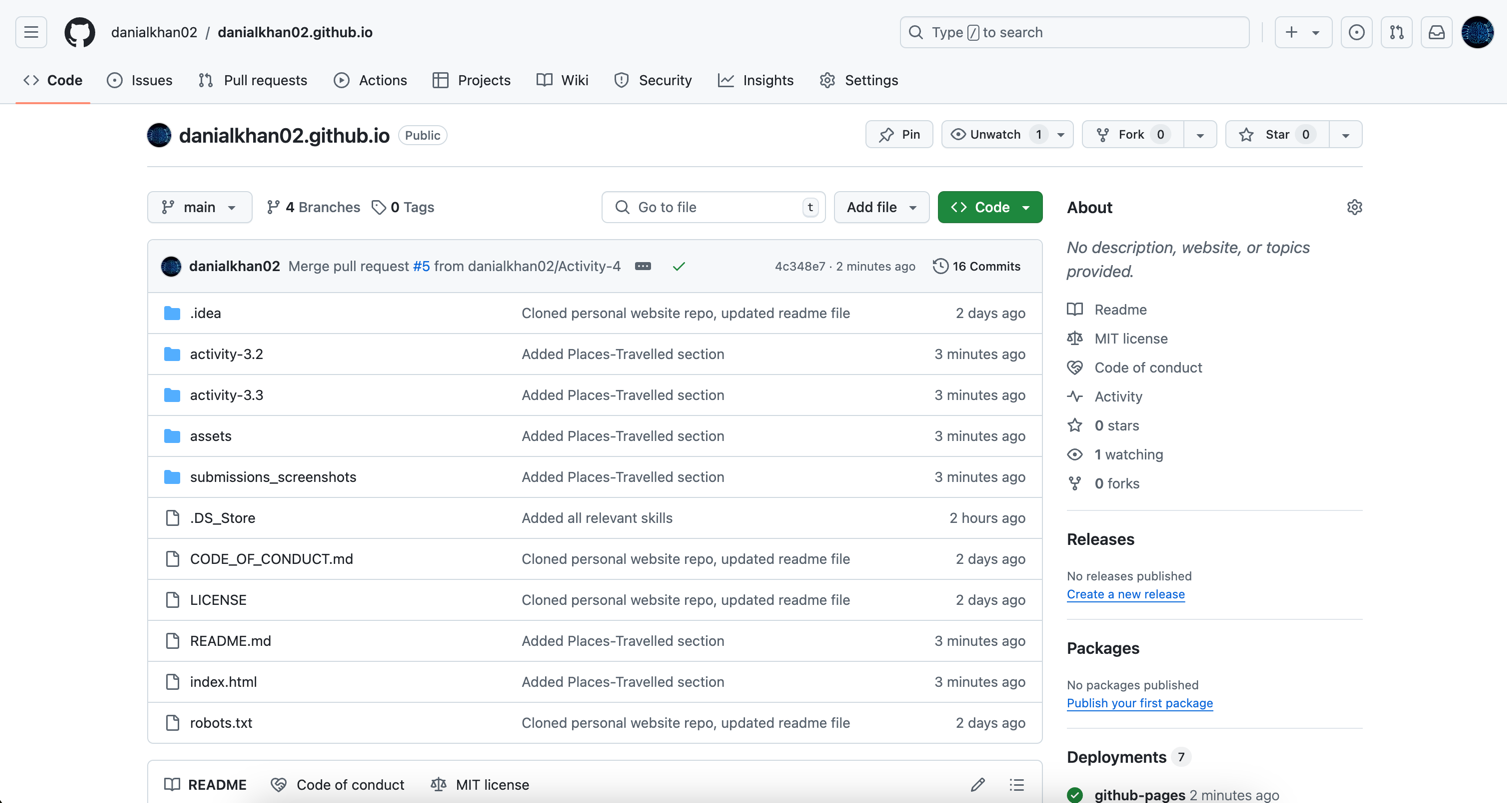 danialkhan02 / danialkhan02.github.io
Type / to search
Code Issues Pull requests Actions Projects Wiki Security Insights Settings
danialkhan02.github.io Public
Pin Unwatch 1 Fork 0 Star 0
main 4 Branches 0 Tags
Go to file t Add file Code
danialkhan02 Merge pull request #5 from danialkhan02/Activity-4 4c348e7 · 2 minutes ago 16 Commits
.idea Cloned personal website repo, updated readme file 2 days ago
activity-3.2 Added Places-Travelled section 3 minutes ago
activity-3.3 Added Places-Travelled section 3 minutes ago
assets Added Places-Travelled section 3 minutes ago
submissions_screenshots Added Places-Travelled section 3 minutes ago
.DS_Store Added all relevant skills 2 hours ago
CODE_OF_CONDUCT.md Cloned personal website repo, updated readme file 2 days ago
LICENSE Cloned personal website repo, updated readme file 2 days ago
README.md Added Places-Travelled section 3 minutes ago
index.html Added Places-Travelled section 3 minutes ago
robots.txt Cloned personal website repo, updated readme file 2 days ago
README Code of conduct MIT license
About
No description, website, or topics
provided.
Readme
MIT license
Code of conduct
Activity
0 stars
1 watching
0 forks
Releases
No releases published
Create a new release
Packages
No packages published
Publish your first package
Deployments 7
github-pages 2 minutes ago